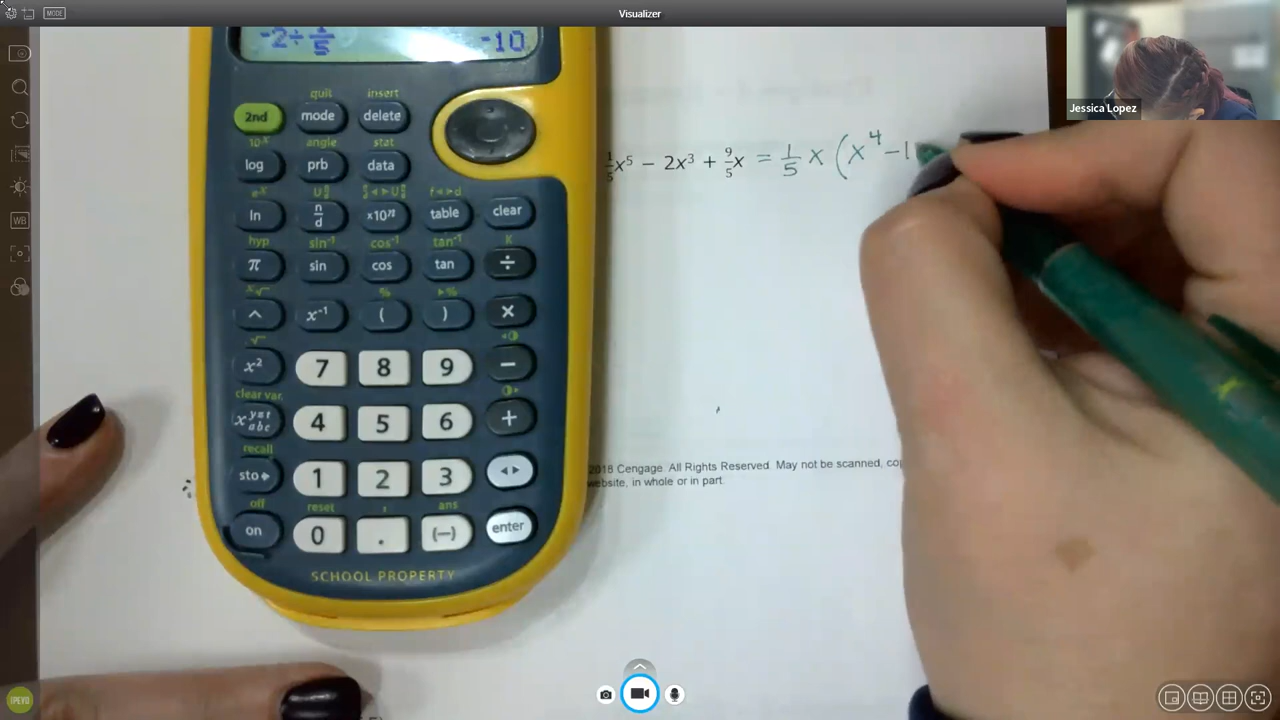 MODE
Visualizer
Jessica Lopez
-2÷1/5 -10
quit insert
2nd mode delete
angle stat
log prb data
ln n/d ×10ⁿ table clear
hyp sin⁻¹ cos⁻¹ tan⁻¹ K
π sin cos tan ÷
% ▸%
^ x⁻¹ ( ) ×
x² 7 8 9 −
clear var.
x yzt abc 4 5 6 +
recall
sto▸ 1 2 3 ◂▸
off reset , ans
on 0 . (−) enter
SCHOOL PROPERTY
1/5x⁵ − 2x³ + 9/5x = 1/5 x (x⁴ − 1
2018 Cengage. All Rights Reserved. May not be scanned, cop
website, in whole or in part.
WB
IPEVO